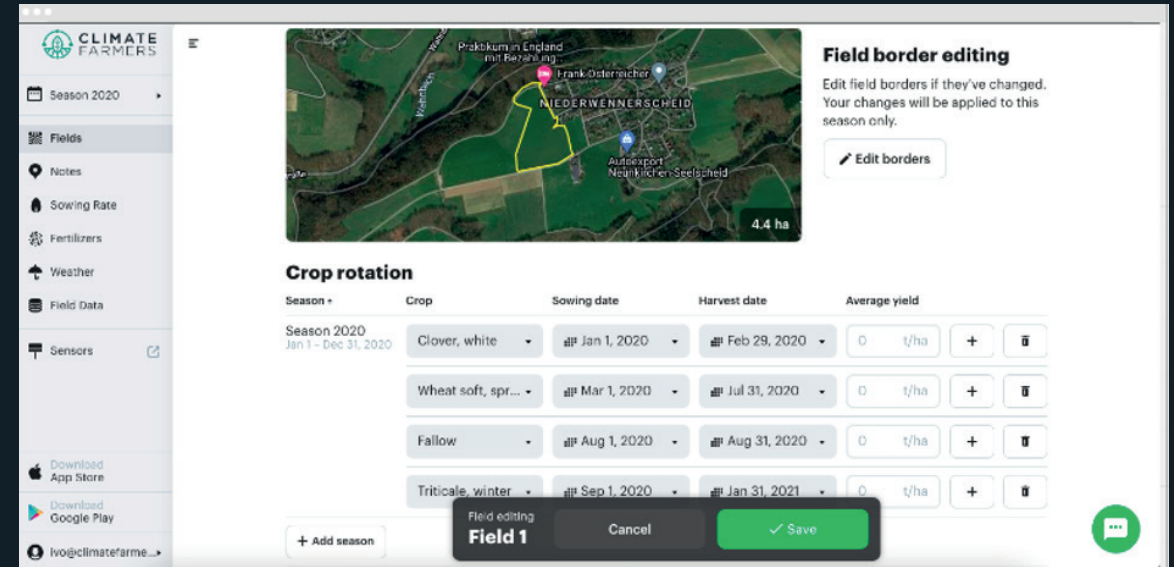 CLIMATE
FARMERS
Season 2020
Fields
Notes
Sowing Rate
Fertilizers
Weather
Field Data
Sensors
Download
App Store
Download
Google Play
ivo@climatefarme...
Praktikum in England
mit Bezahlung...
Frank Österreicher
NIEDERWENNERSCHEID
Wahnbach
Autoexport
Neunkirchen-Seelscheid
4.4 ha
Field border editing
Edit field borders if they've changed.
Your changes will be applied to this
season only.
Edit borders
Crop rotation
Season Crop Sowing date Harvest date Average yield
Season 2020
Jan 1 - Dec 31, 2020
Clover, white Jan 1, 2020 Feb 29, 2020 0 t/ha +
Wheat soft, spr... Mar 1, 2020 Jul 31, 2020 0 t/ha +
Fallow Aug 1, 2020 Aug 31, 2020 0 t/ha +
Triticale, winter Sep 1, 2020 Jan 31, 2021 0 t/ha +
+ Add season
Field editing
Field 1
Cancel
✓ Save